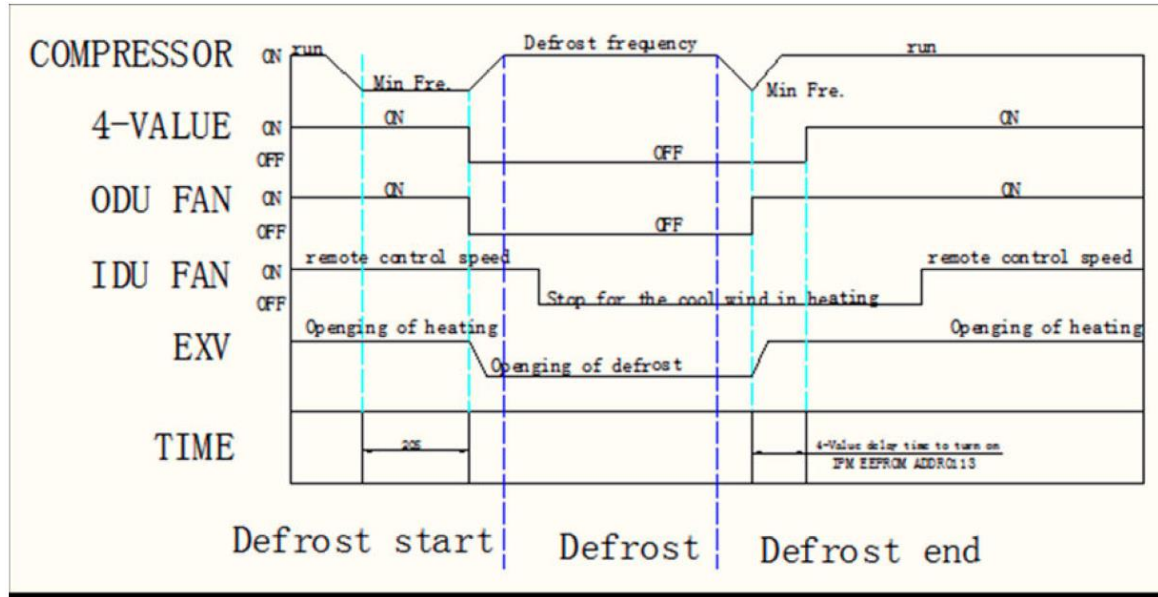 COMPRESSOR ON run Defrost frequency run
Min Fre. Min Fre.
4-VALUE ON ON ON
OFF OFF
ODU FAN ON ON ON
OFF OFF
remote control speed remote control speed
IDU FAN ON
OFF Stop for the cool wind in heating
Openging of heating Openging of heating
EXV
Openging of defrost
TIME 20S 4-Value delay time to turn on
IPM EEPROM ADDR0113
Defrost start Defrost Defrost end